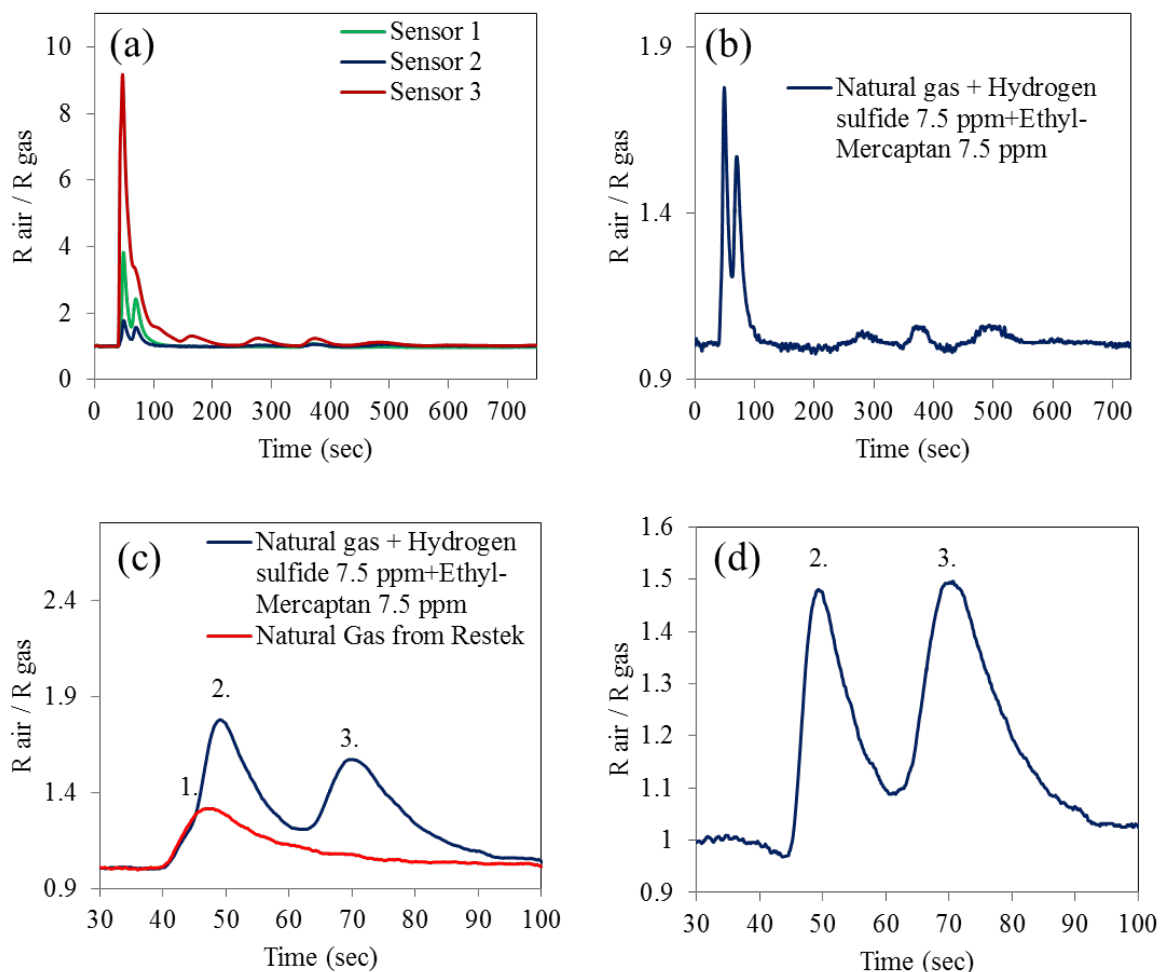 (a)
Sensor 1
Sensor 2
Sensor 3
10
8
6
4
2
0
0 100 200 300 400 500 600 700
Time (sec)
R air / R gas
(b)
Natural gas + Hydrogen
sulfide 7.5 ppm+Ethyl-
Mercaptan 7.5 ppm
1.9
1.4
0.9
0 100 200 300 400 500 600 700
Time (sec)
R air / R gas
(c)
Natural gas + Hydrogen
sulfide 7.5 ppm+Ethyl-
Mercaptan 7.5 ppm
Natural Gas from Restek
2.4
1.9
1.4
0.9
1.
2.
3.
30 40 50 60 70 80 90 100
Time (sec)
R air / R gas
(d)
2.
3.
1.6
1.5
1.4
1.3
1.2
1.1
1
0.9
30 40 50 60 70 80 90 100
Time (sec)
R air / R gas